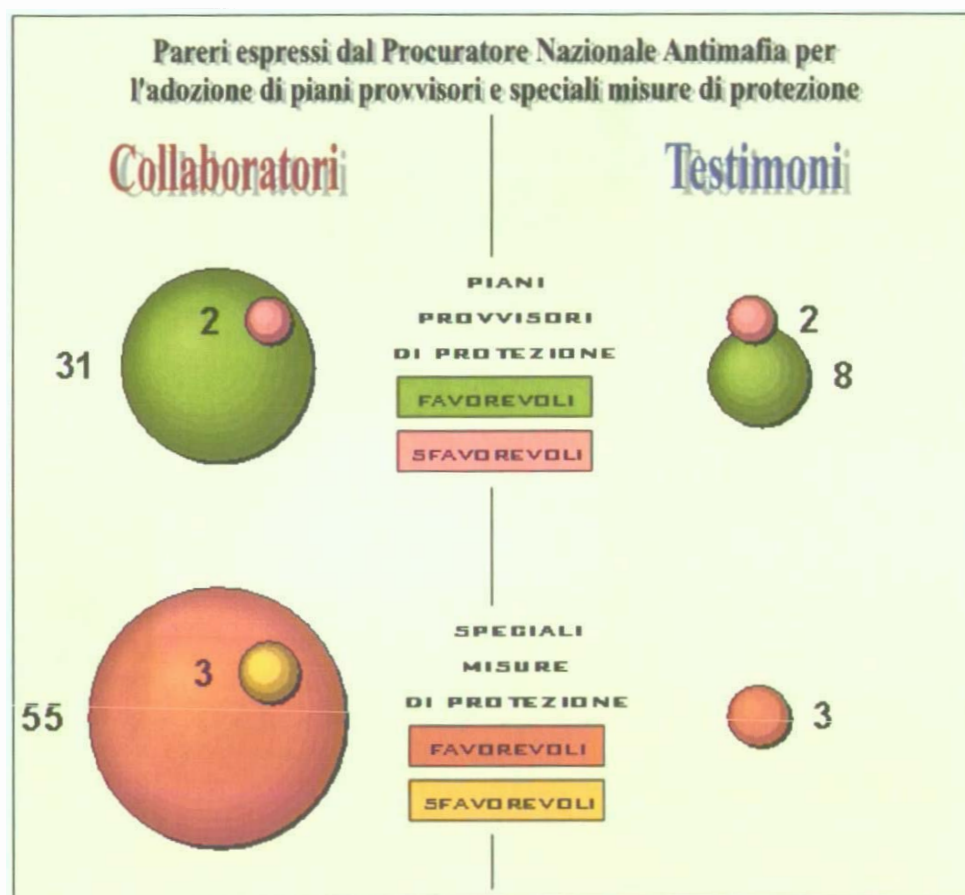 Pareri espressi dal Procuratore Nazionale Antimafia per
l'adozione di piani provvisori e speciali misure di protezione
Collaboratori
Testimoni
PIANI
PROVVISORI
DI PROTEZIONE
FAVOREVOLI
SFAVOREVOLI
2
31
2
8
SPECIALI
MISURE
DI PROTEZIONE
FAVOREVOLI
SFAVOREVOLI
3
55
3